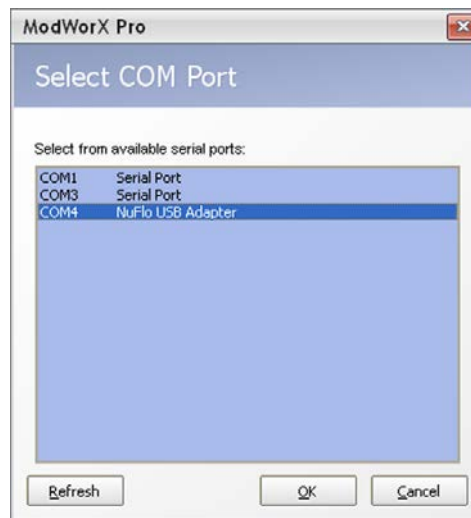 ModWorX Pro
Select COM Port
Select from available serial ports:
COM1 Serial Port
COM3 Serial Port
COM4 NuFlo USB Adapter
Refresh OK Cancel